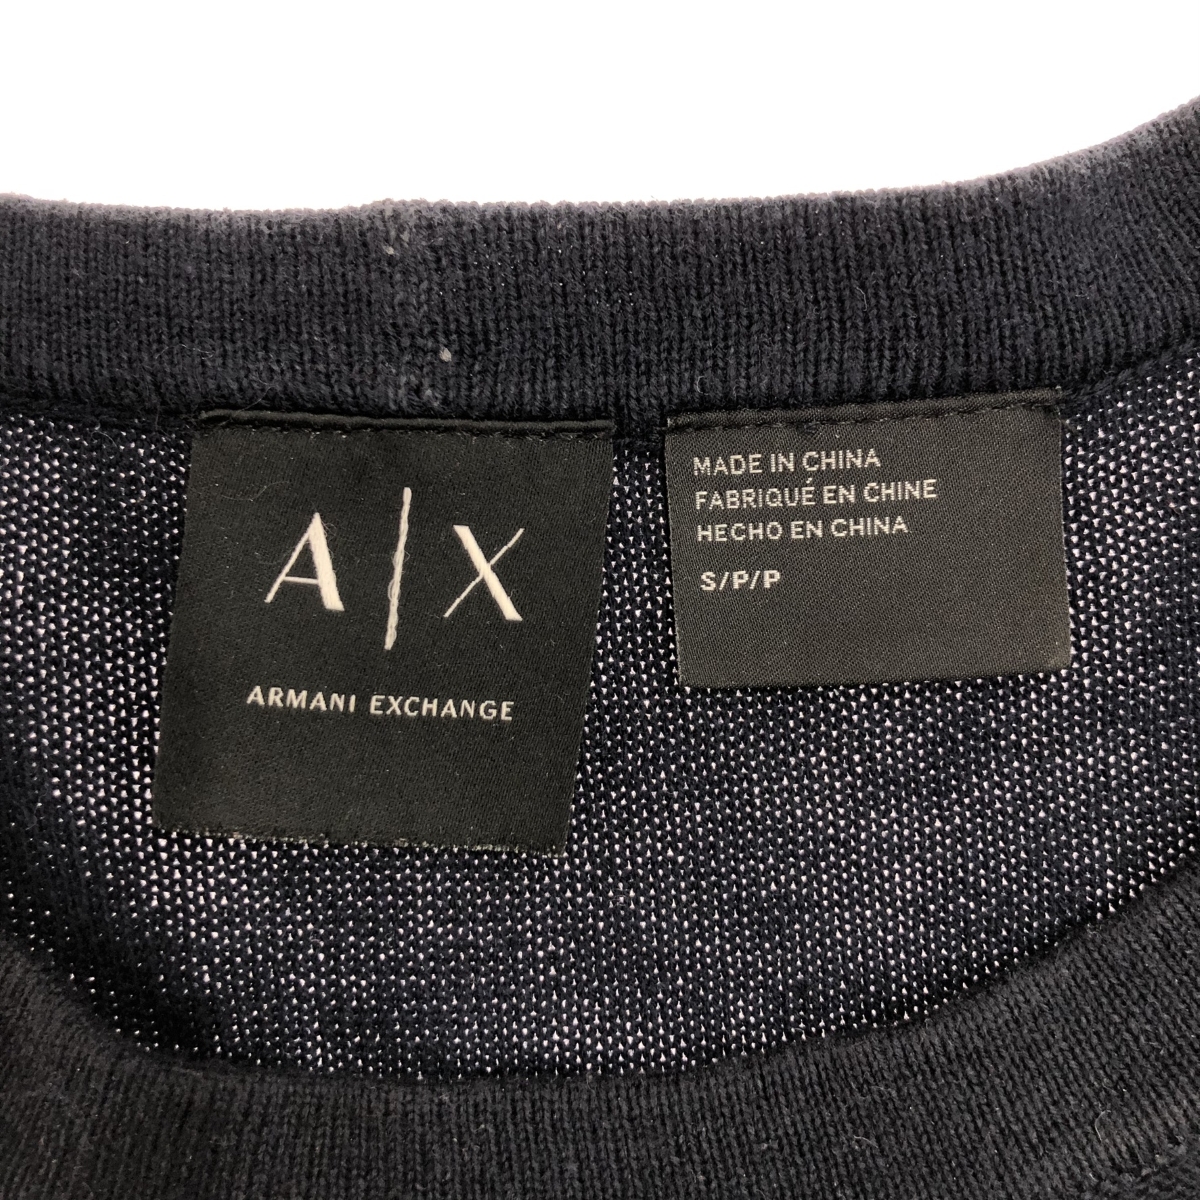 A|X
ARMANI EXCHANGE
MADE IN CHINA
FABRIQUÉ EN CHINE
HECHO EN CHINA
S/P/P